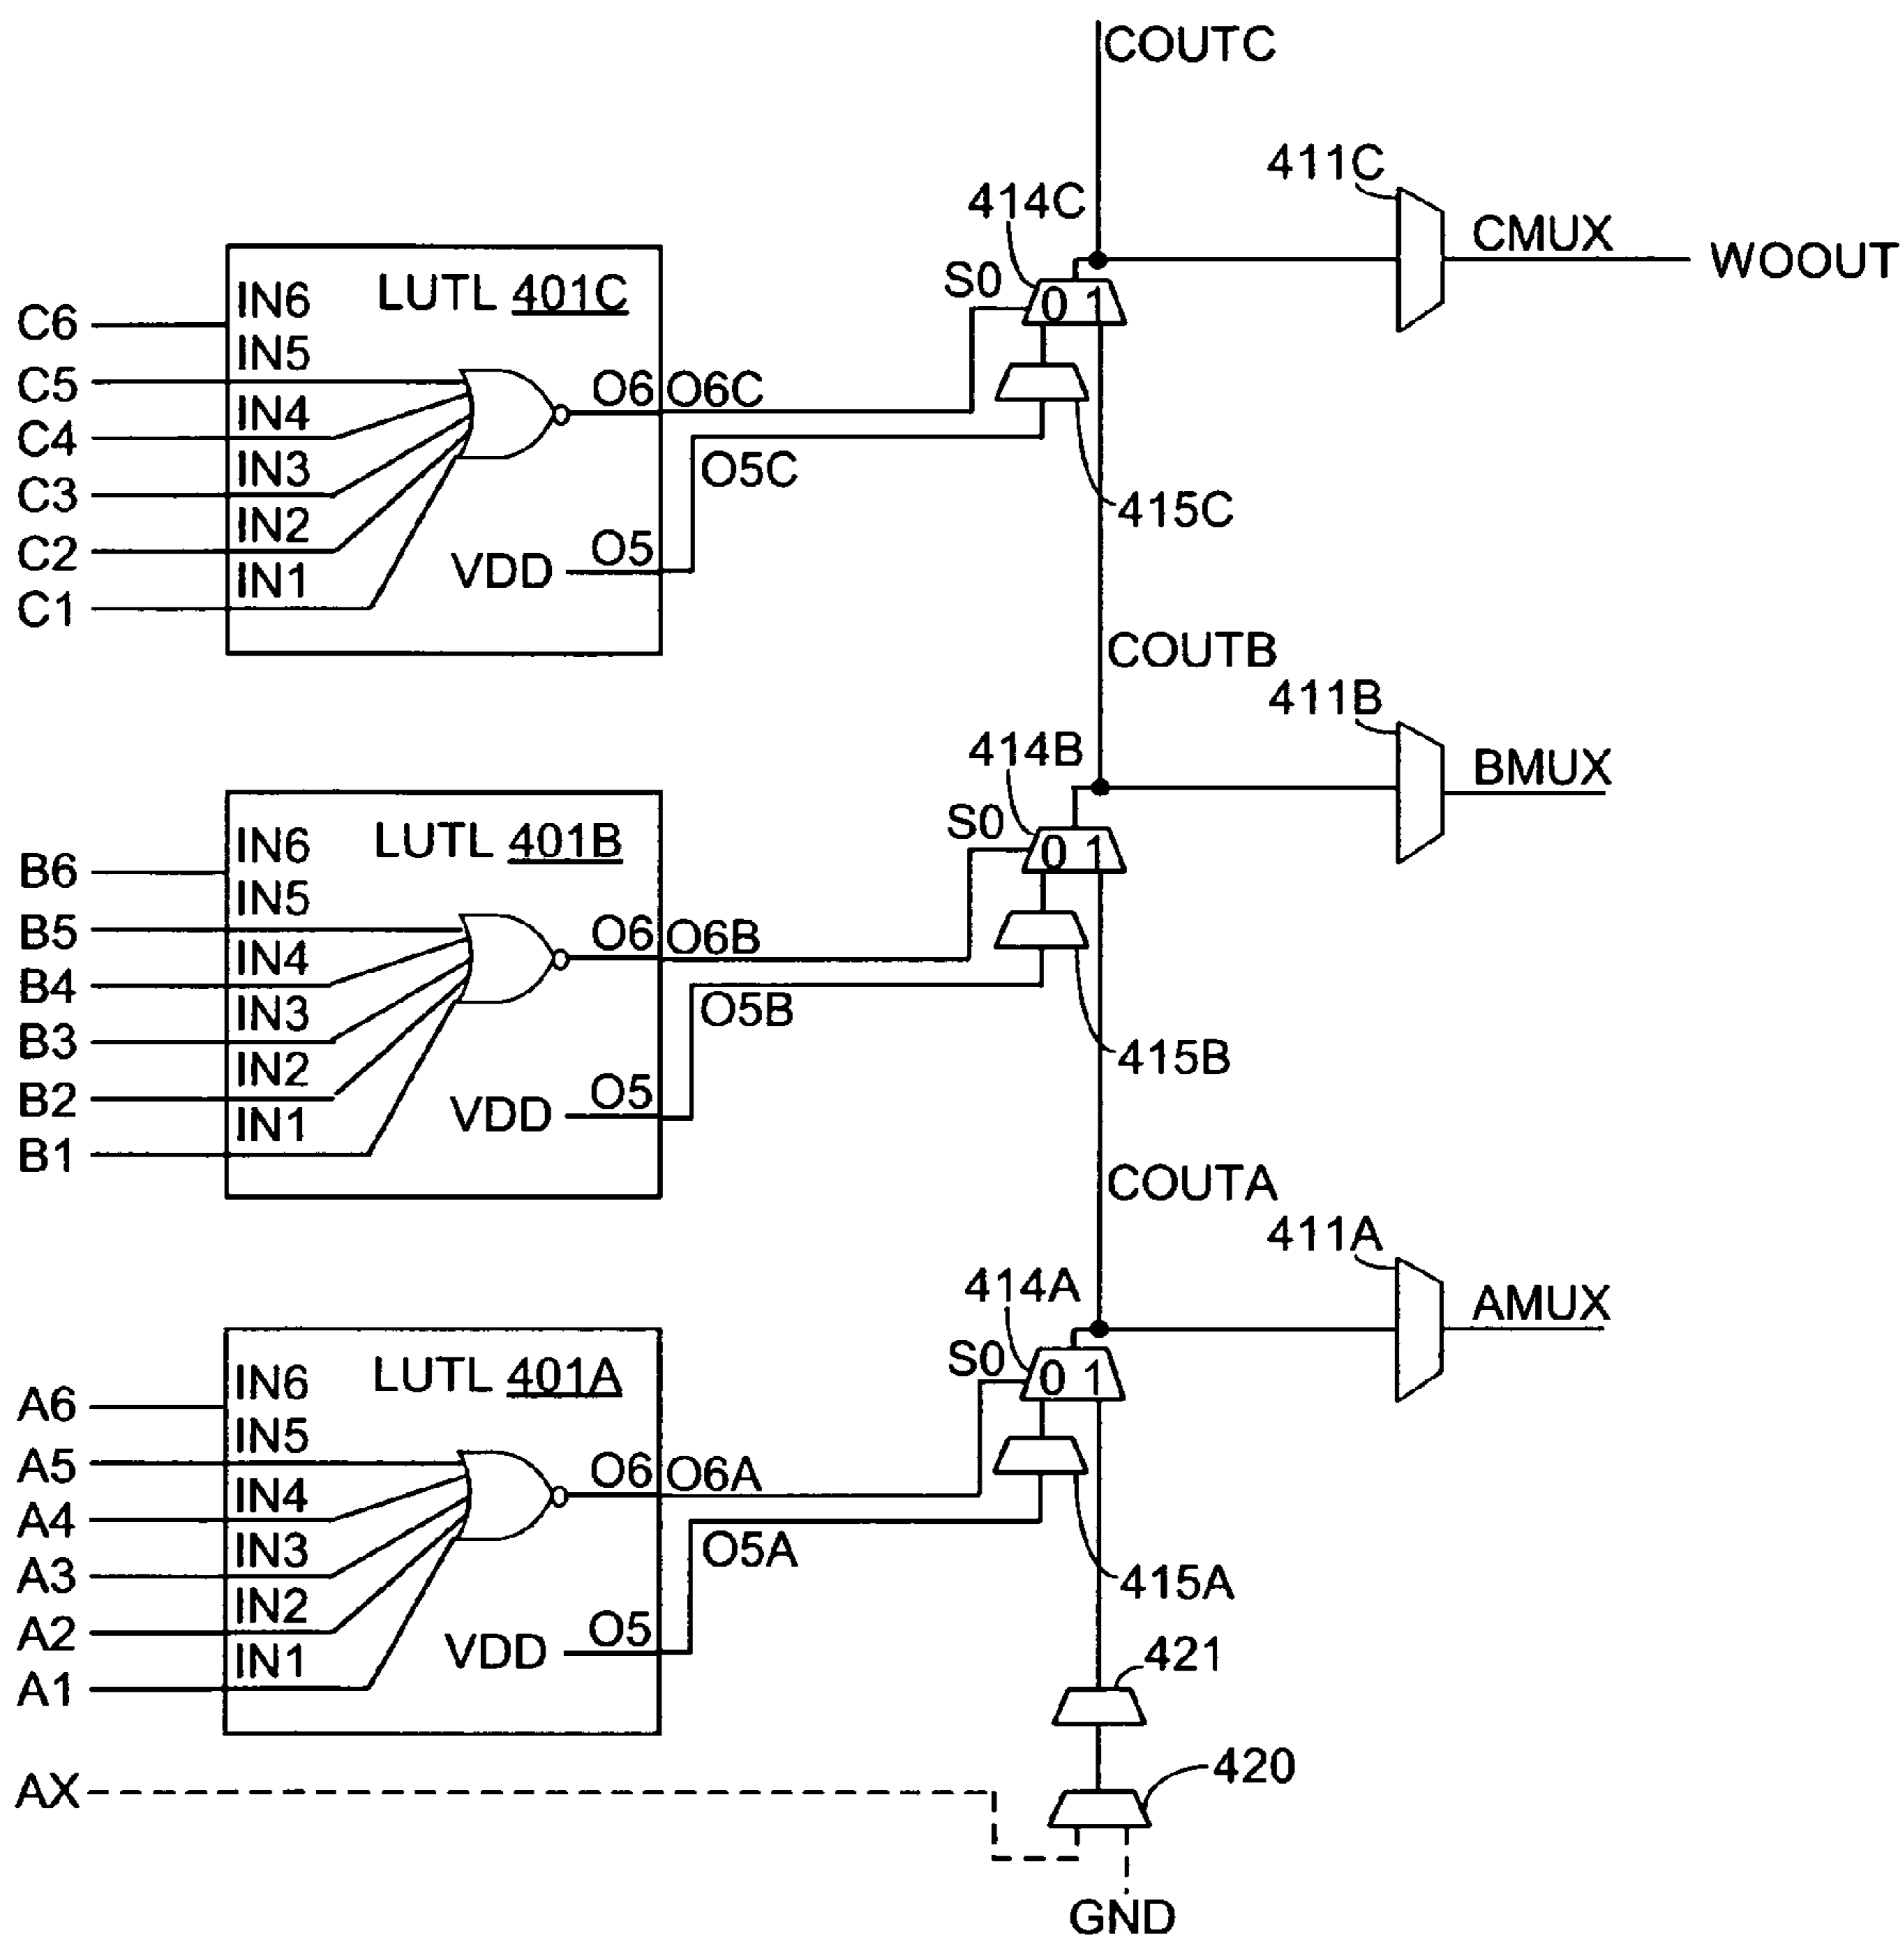 COUTC
411C
414C
CMUX
WOOUT
S0
0 1
LUTL 401C
C6
IN6
C5
IN5
C4
IN4
C3
IN3
C2
IN2
C1
IN1
O6
O6C
O5C
VDD
O5
415C
COUTB
411B
414B
BMUX
S0
0 1
LUTL 401B
B6
IN6
B5
IN5
B4
IN4
B3
IN3
B2
IN2
B1
IN1
O6
O6B
O5B
VDD
O5
415B
COUTA
411A
414A
AMUX
S0
0 1
LUTL 401A
A6
IN6
A5
IN5
A4
IN4
A3
IN3
A2
IN2
A1
IN1
O6
O6A
O5A
VDD
O5
415A
421
AX
420
GND